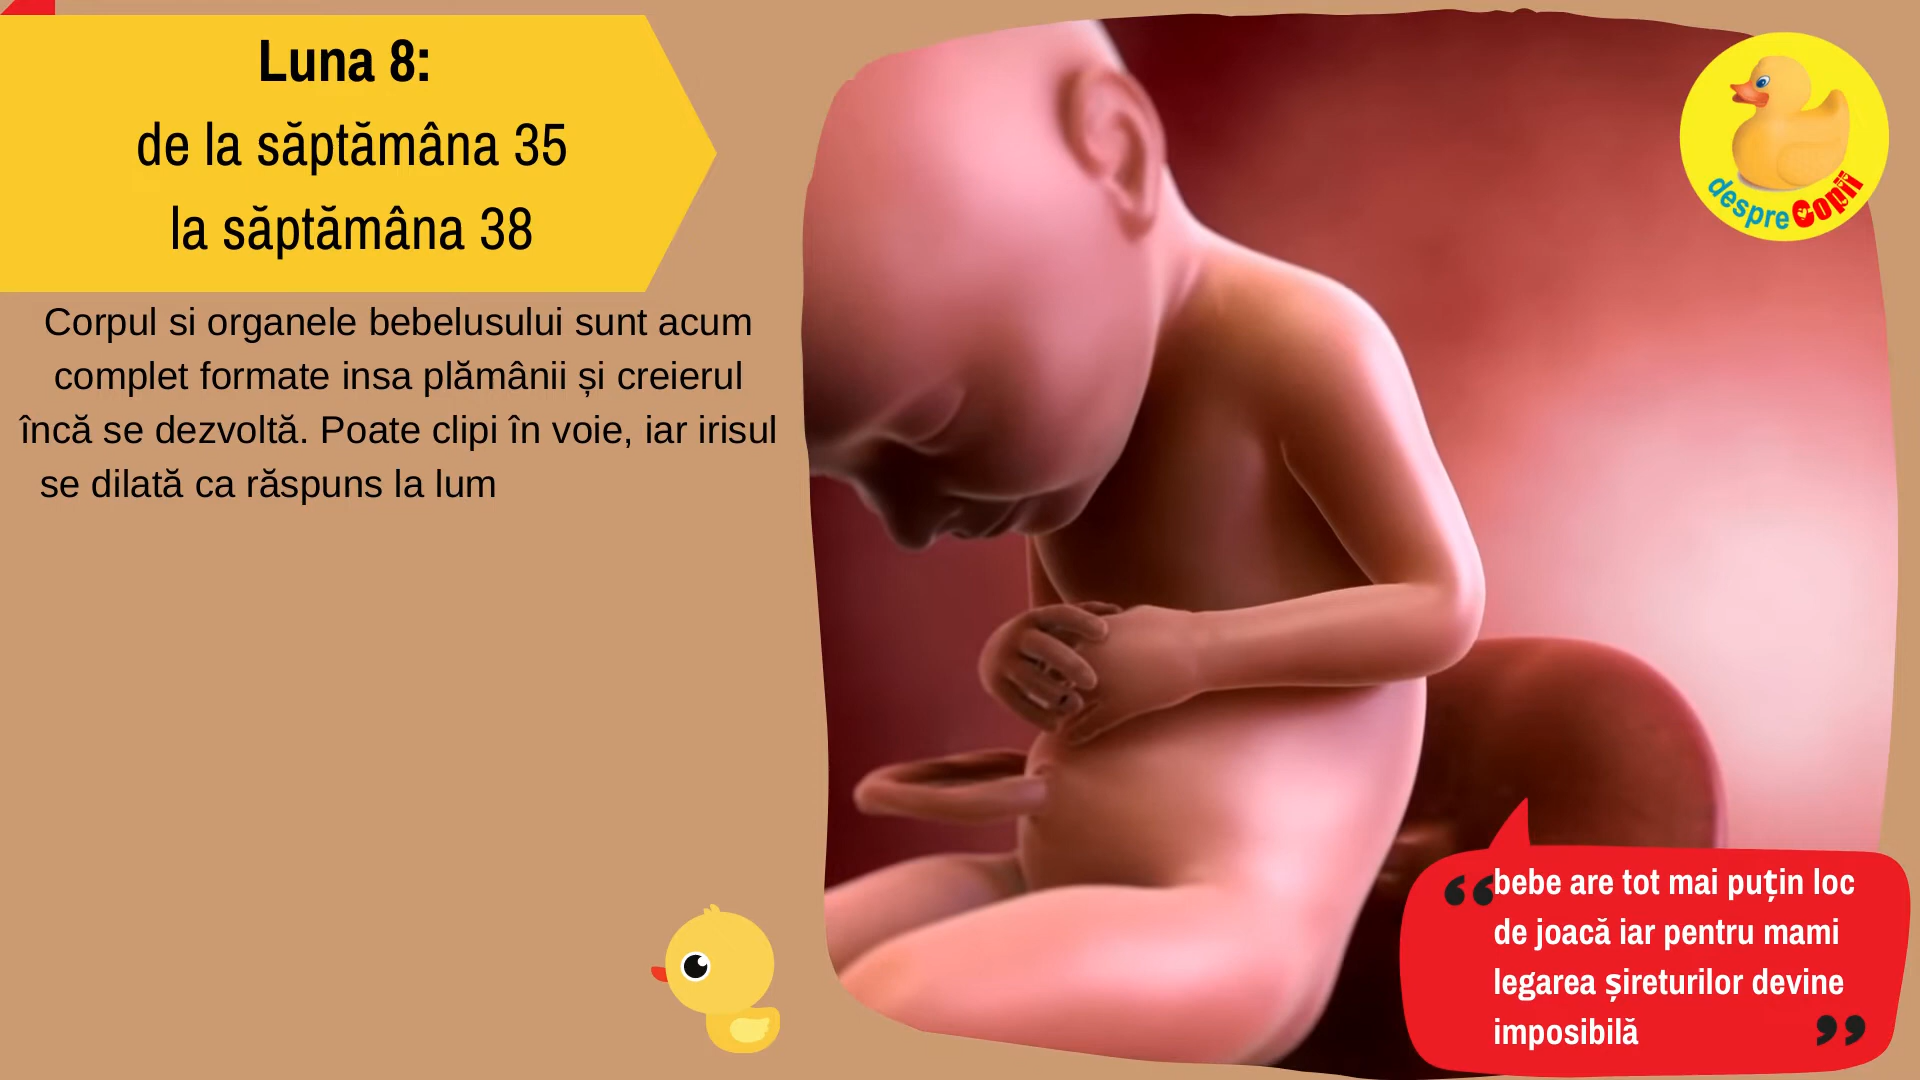 Luna 8:
de la săptămâna 35
la săptămâna 38
Corpul si organele bebelusului sunt acum
complet formate insa plămânii și creierul
încă se dezvoltă. Poate clipi în voie, iar irisul
se dilată ca răspuns la lum
despreCopii
“bebe are tot mai puțin loc
de joacă iar pentru mami
legarea șireturilor devine
imposibilă”